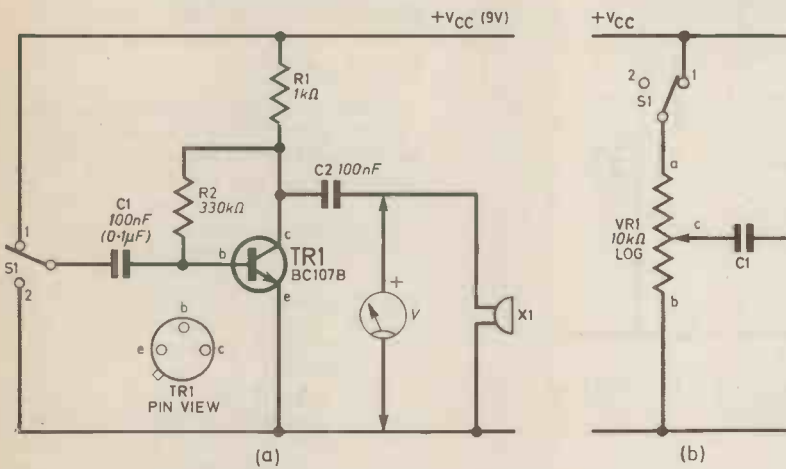 +VCC (9V)
R1
1kΩ
C2 100nF
R2
330kΩ
C1
100nF
(0·1µF)
1
S1
2
b
c
e
TR1
BC107B
+
V
X1
b
e
c
TR1
PIN VIEW
(a)
+VCC
2
1
S1
a
VR1
10kΩ
LOG
c
C1
b
(b)